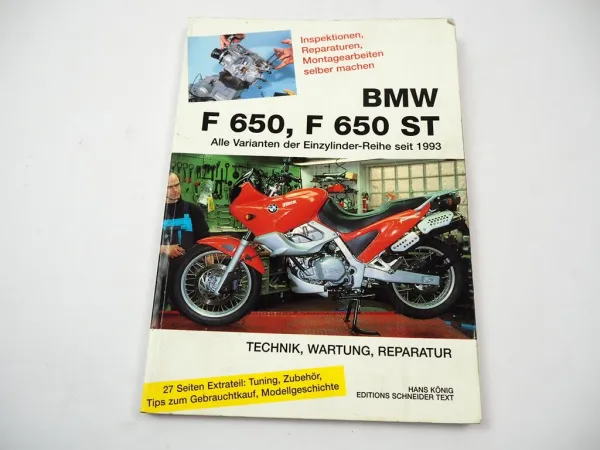 Inspektionen,
Reparaturen,
Montagearbeiten
selber machen
BMW
F 650, F 650 ST
Alle Varianten der Einzylinder-Reihe seit 1993
TECHNIK, WARTUNG, REPARATUR
27 Seiten Extrateil: Tuning, Zubehör,
Tips zum Gebrauchtkauf, Modellgeschichte
HANS KÖNIG
EDITIONS SCHNEIDER TEXT